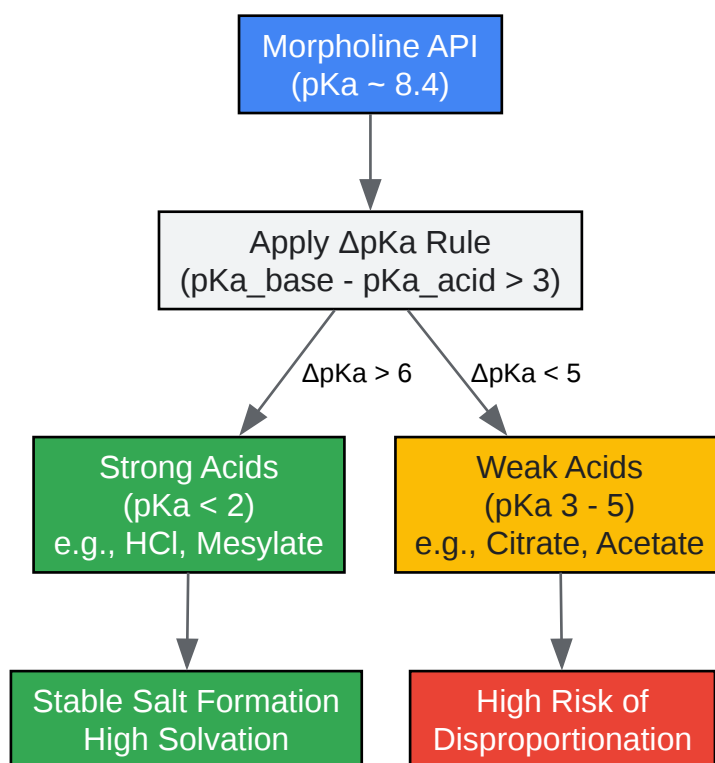 Morpholine API
(pKa ~ 8.4)
Apply ΔpKa Rule
(pKa_base - pKa_acid > 3)
ΔpKa > 6
ΔpKa < 5
Strong Acids
(pKa < 2)
e.g., HCl, Mesylate
Weak Acids
(pKa 3 - 5)
e.g., Citrate, Acetate
Stable Salt Formation
High Solvation
High Risk of
Disproportionation